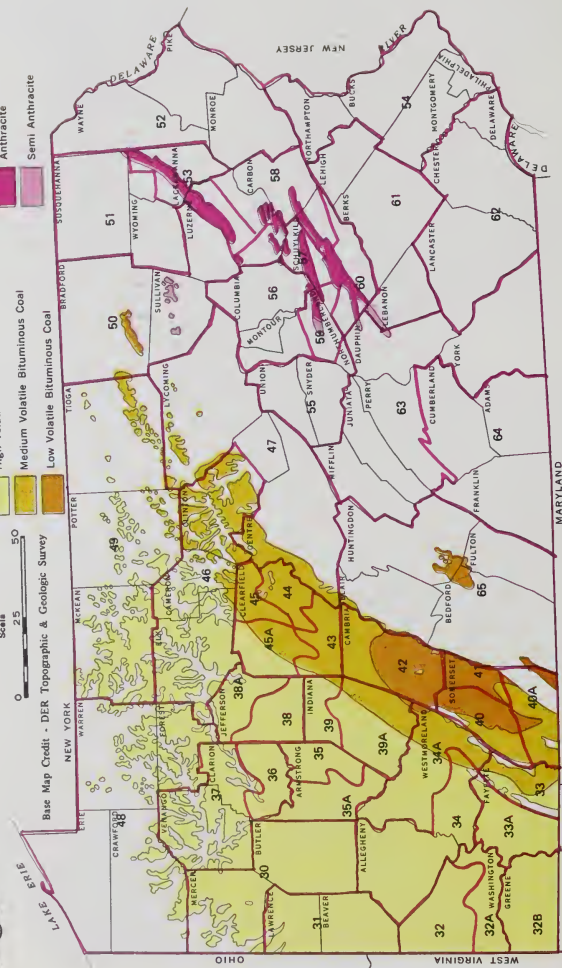 Anthracite
Semi Anthracite
Medium Volatile Bituminous Coal
Low Volatile Bituminous Coal
Scale
0 25 50
Base Map Credit - DER Topographic & Geologic Survey
LAKE ERIE
NEW YORK
NEW JERSEY
DELAWARE
RIVER
OHIO
WEST VIRGINIA
MARYLAND
DELAWARE
ERIE
CRAWFORD
48
WARREN
MCKEAN
POTTER
49
TIOGA
BRADFORD
50
SUSQUEHANNA
51
WAYNE
52
PIKE
MONROE
WYOMING
LACKAWANNA
53
LUZERNE
SULLIVAN
LYCOMING
MERCER
VENANGO
37
FOREST
ELK
CAMERON
46
CLINTON
CLARION
JEFFERSON
38A
38
CLEARFIELD
45
45A
44
CENTRE
47
UNION
MONTOUR
COLUMBIA
56
CARBON
58
NORTHAMPTON
LEHIGH
BUCKS
54
MONTGOMERY
PHILADELPHIA
DELAWARE
CHESTER
62
BERKS
61
LANCASTER
LEBANON
60
SCHUYLKILL
57
NORTHUMBERLAND
59
DAUPHIN
SNYDER
55
JUNIATA
MIFFLIN
PERRY
63
CUMBERLAND
YORK
ADAMS
64
FRANKLIN
FULTON
65
BEDFORD
HUNTINGDON
BLAIR
CAMBRIA
43
42
SOMERSET
41
40
40A
INDIANA
39
39A
ARMSTRONG
36
35
35A
BUTLER
30
LAWRENCE
31
BEAVER
ALLEGHENY
WESTMORELAND
34A
34
FAYETTE
33
33A
32
WASHINGTON
32A
GREENE
32B